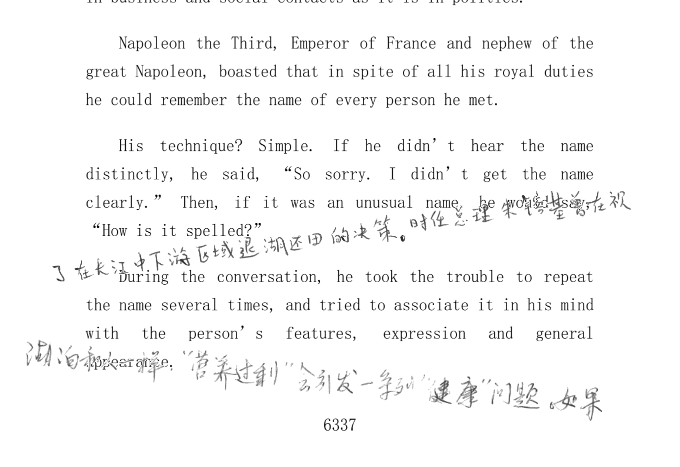 in business and social contacts as it is in politics.
Napoleon the Third, Emperor of France and nephew of the
great Napoleon, boasted that in spite of all his royal duties
he could remember the name of every person he met.
His technique? Simple. If he didn’t hear the name
distinctly, he said, “So sorry. I didn’t get the name
clearly.” Then, if it was an unusual name, he would say,
“How is it spelled?”
了在长江中下游区域退湖还田的决策。时任总理朱镕基曾在视
During the conversation, he took the trouble to repeat
the name several times, and tried to associate it in his mind
with the person’s features, expression and general
appearance.
湖泊和人一样，“营养过剩”会引发一系列“健康”问题。如果
6337